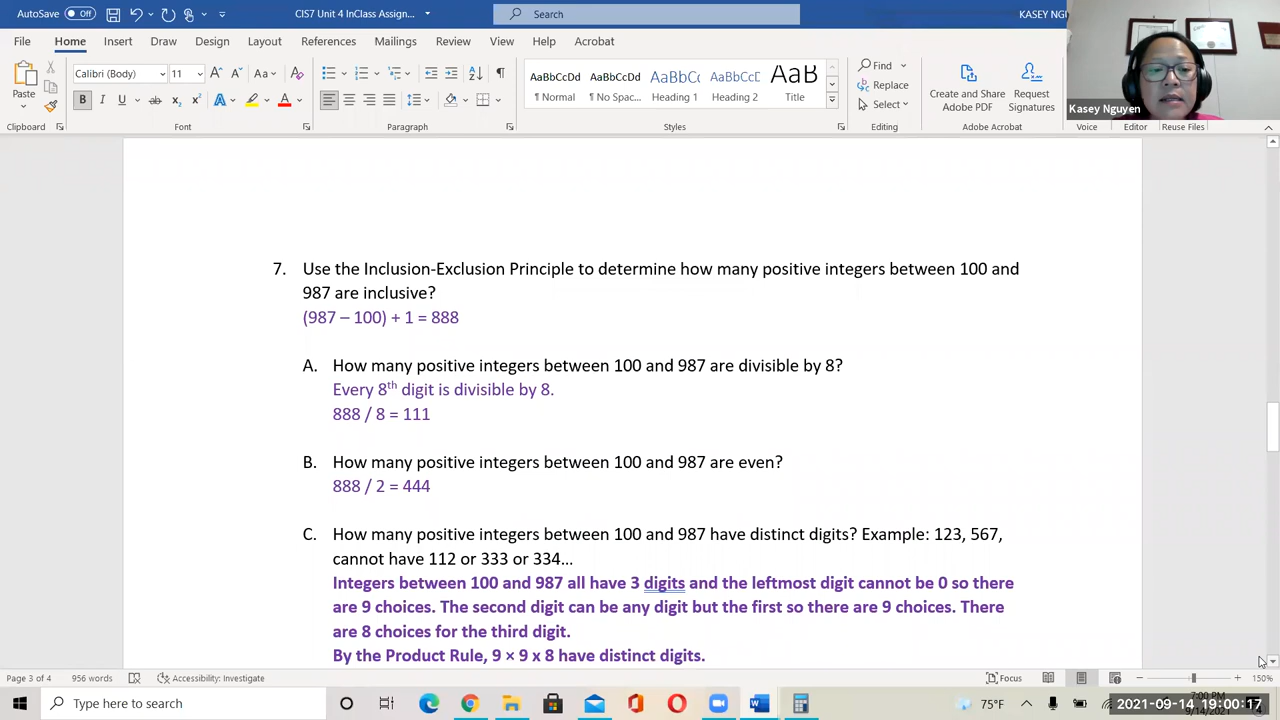 AutoSave Off CIS7 Unit 4 InClass Assign... Search KASEY NGU
File Home Insert Draw Design Layout References Mailings Review View Help Acrobat
Paste
Calibri (Body) 11
AaBbCcDd AaBbCcDd AaBbCc AaBbCcD AaB
¶ Normal ¶ No Spac... Heading 1 Heading 2 Title
Find
Replace
Select
Create and Share Adobe PDF
Request Signatures
Kasey Nguyen
Clipboard Font Paragraph Styles Editing Adobe Acrobat Voice Editor Reuse Files
7. Use the Inclusion-Exclusion Principle to determine how many positive integers between 100 and
987 are inclusive?
(987 – 100) + 1 = 888
A. How many positive integers between 100 and 987 are divisible by 8?
Every 8th digit is divisible by 8.
888 / 8 = 111
B. How many positive integers between 100 and 987 are even?
888 / 2 = 444
C. How many positive integers between 100 and 987 have distinct digits? Example: 123, 567,
cannot have 112 or 333 or 334...
Integers between 100 and 987 all have 3 digits and the leftmost digit cannot be 0 so there
are 9 choices. The second digit can be any digit but the first so there are 9 choices. There
are 8 choices for the third digit.
By the Product Rule, 9 × 9 x 8 have distinct digits.
Page 3 of 4 956 words Accessibility: Investigate Focus 150%
Type here to search 75°F 7:00 PM
2021-09-14 19:00:17